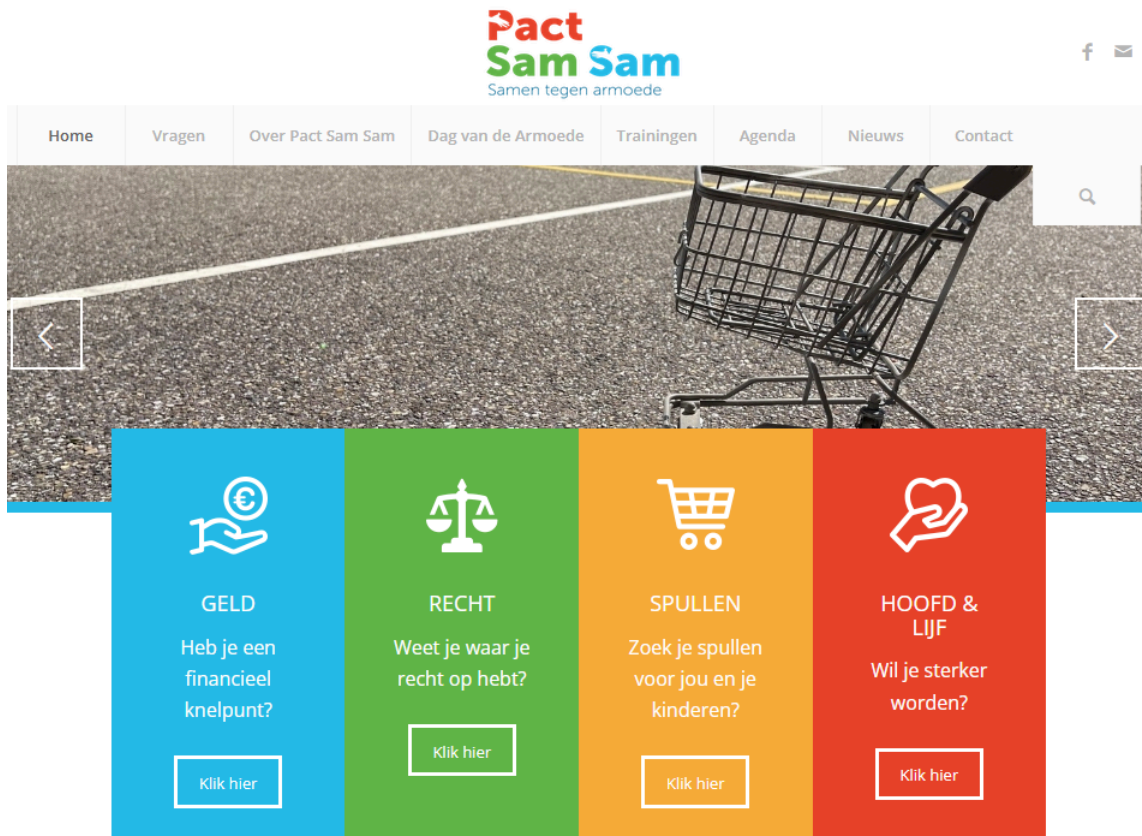 Pact
Sam Sam
Samen tegen armoede
Home Vragen Over Pact Sam Sam Dag van de Armoede Trainingen Agenda Nieuws Contact
GELD
Heb je een
financieel
knelpunt?
Klik hier
RECHT
Weet je waar je
recht op hebt?
Klik hier
SPULLEN
Zoek je spullen
voor jou en je
kinderen?
Klik hier
HOOFD &
LIJF
Wil je sterker
worden?
Klik hier